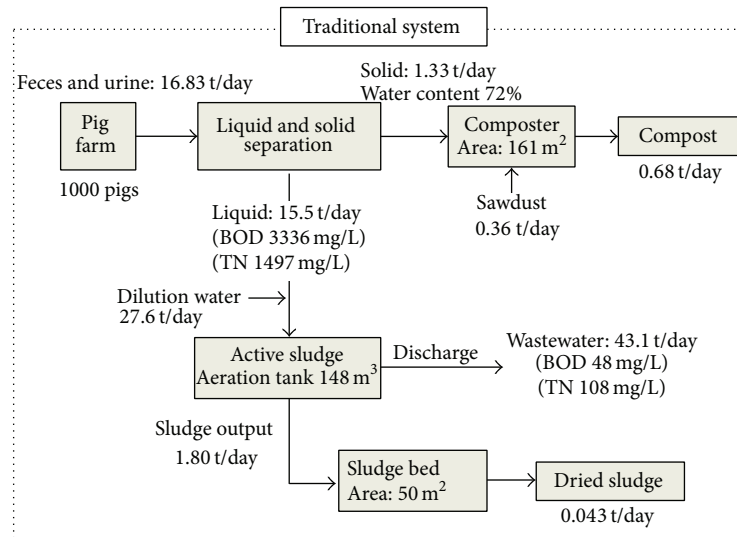 Traditional system
Feces and urine: 16.83 t/day
Solid: 1.33 t/day
Water content 72%
Pig
farm
Liquid and solid
separation
Composter
Area: 161 m²
Compost
1000 pigs
0.68 t/day
Sawdust
0.36 t/day
Liquid: 15.5 t/day
(BOD 3336 mg/L)
(TN 1497 mg/L)
Dilution water
27.6 t/day
Active sludge
Aeration tank 148 m³
Discharge
Wastewater: 43.1 t/day
(BOD 48 mg/L)
(TN 108 mg/L)
Sludge output
1.80 t/day
Sludge bed
Area: 50 m²
Dried sludge
0.043 t/day